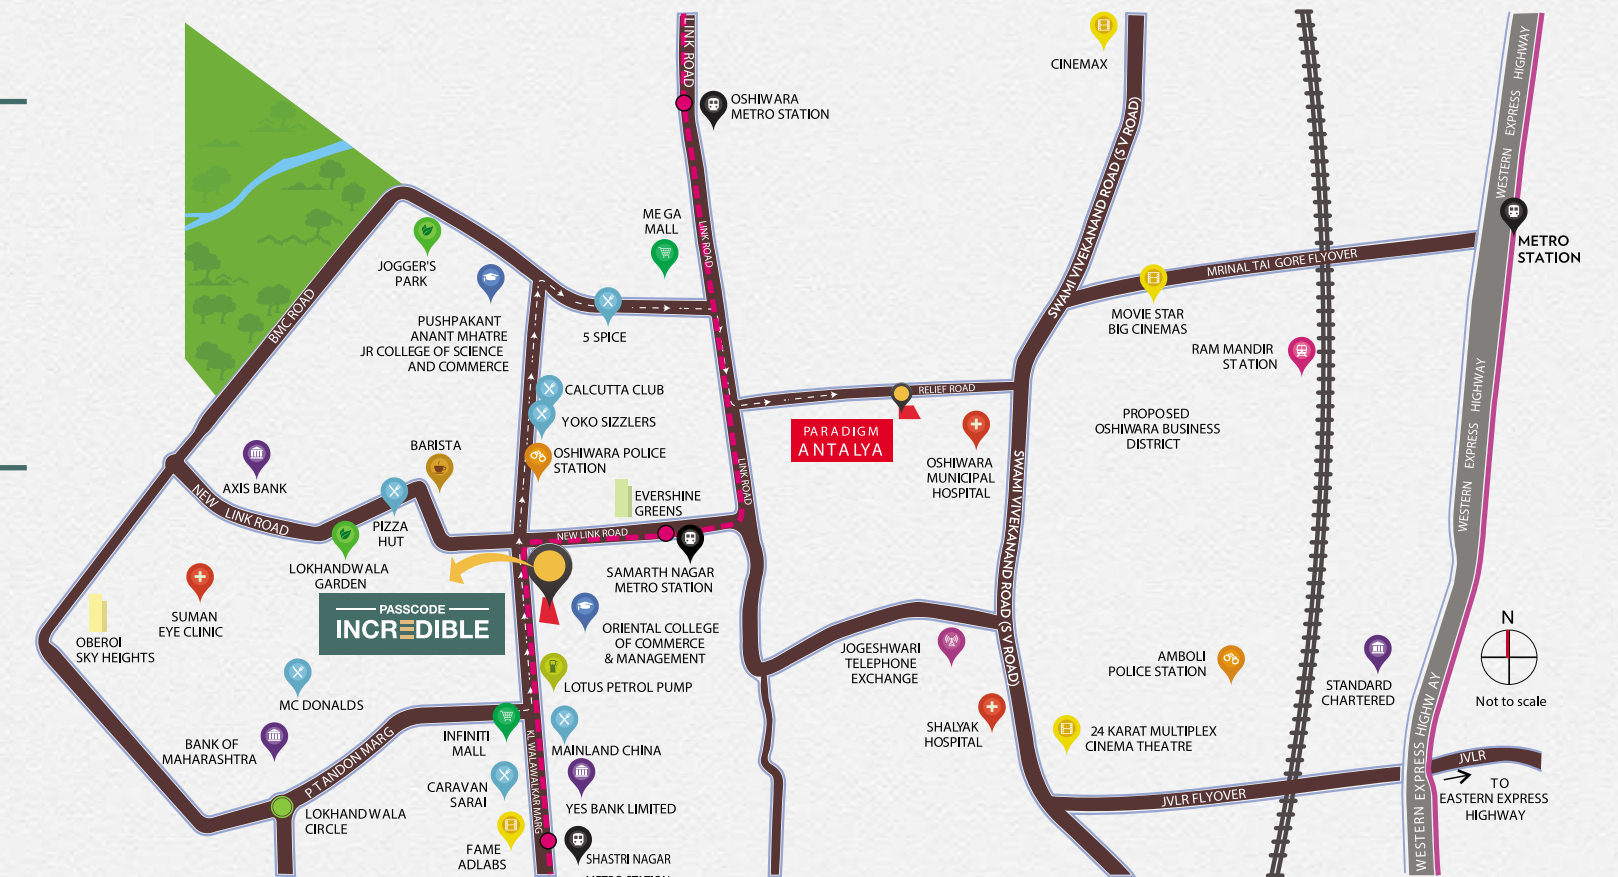 LINK ROAD
OSHIWARA
METRO STATION
CINEMAX
WESTERN EXPRESS HIGHWAY
SWAMI VIVEKANAND ROAD (S V ROAD)
ME GA
MALL
LINK ROAD
JOGGER'S
PARK
METRO
STATION
MRINAL TAI GORE FLYOVER
BMC ROAD
PUSHPAKANT
ANANT MHATRE
JR COLLEGE OF SCIENCE
AND COMMERCE
5 SPICE
MOVIE STAR
BIG CINEMAS
RAM MANDIR
STATION
CALCUTTA CLUB
RELIEF ROAD
YOKO SIZZLERS
PARADIGM
ANTALYA
PROPOSED
OSHIWARA BUSINESS
DISTRICT
WESTERN EXPRESS HIGHWAY
BARISTA
OSHIWARA POLICE
STATION
OSHIWARA
MUNICIPAL
HOSPITAL
AXIS BANK
LINK ROAD
EVERSHINE
GREENS
NEW LINK ROAD
PIZZA
HUT
NEW LINK ROAD
LOKHANDWALA
GARDEN
SAMARTH NAGAR
METRO STATION
SWAMI VIVEKANAND ROAD (S V ROAD)
PASSCODE
INCREDIBLE
SUMAN
EYE CLINIC
OBEROI
SKY HEIGHTS
ORIENTAL COLLEGE
OF COMMERCE
& MANAGEMENT
N
JOGESHWARI
TELEPHONE
EXCHANGE
AMBOLI
POLICE STATION
STANDARD
CHARTERED
Not to scale
LOTUS PETROL PUMP
MC DONALDS
SHALYAK
HOSPITAL
24 KARAT MULTIPLEX
CINEMA THEATRE
INFINITI
MALL
BANK OF
MAHARASHTRA
MAINLAND CHINA
P T ANDON MARG
KL WALAWALKAR MARG
WESTERN EXPRESS HIGHW AY
JVLR
CARAVAN
SARAI
YES BANK LIMITED
JVLR FLYOVER
TO
EASTERN EXPRESS
HIGHWAY
LOKHAND WALA
CIRCLE
FAME
ADLABS
SHASTRI NAGAR